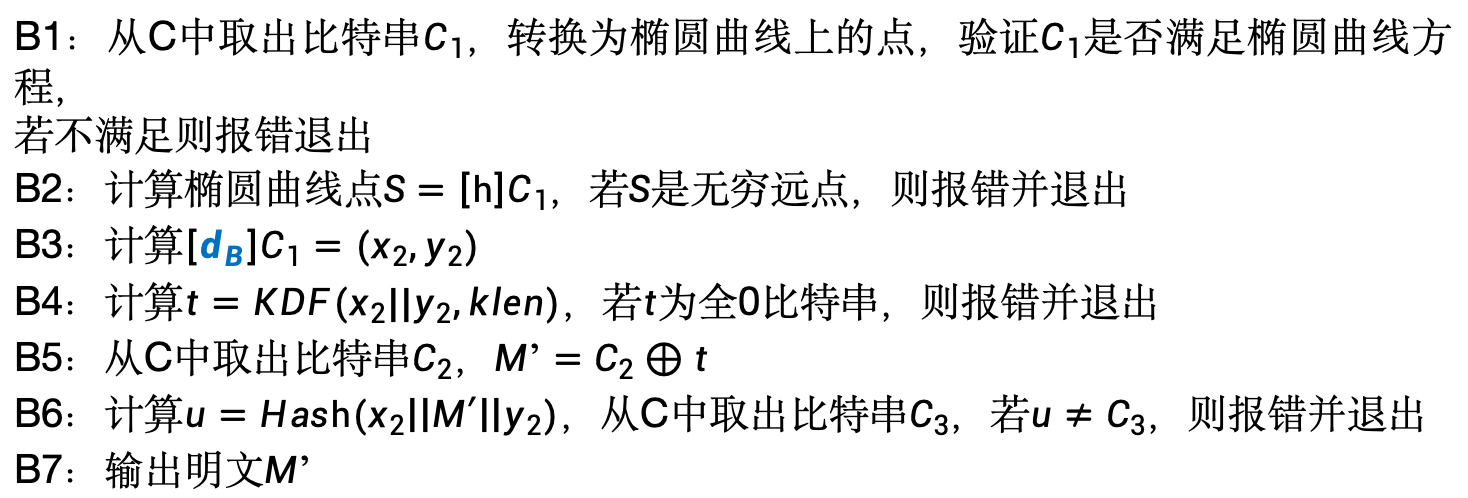 B1：从C中取出比特串C₁，转换为椭圆曲线上的点，验证C₁是否满足椭圆曲线方
程，
若不满足则报错退出
B2：计算椭圆曲线点S = [h]C₁，若S是无穷远点，则报错并退出
B3：计算[d_B]C₁ = (x₂, y₂)
B4：计算t = KDF(x₂||y₂, klen)，若t为全0比特串，则报错并退出
B5：从C中取出比特串C₂，M’ = C₂ ⊕ t
B6：计算u = Hash(x₂||M′||y₂)，从C中取出比特串C₃，若u ≠ C₃，则报错并退出
B7：输出明文M’